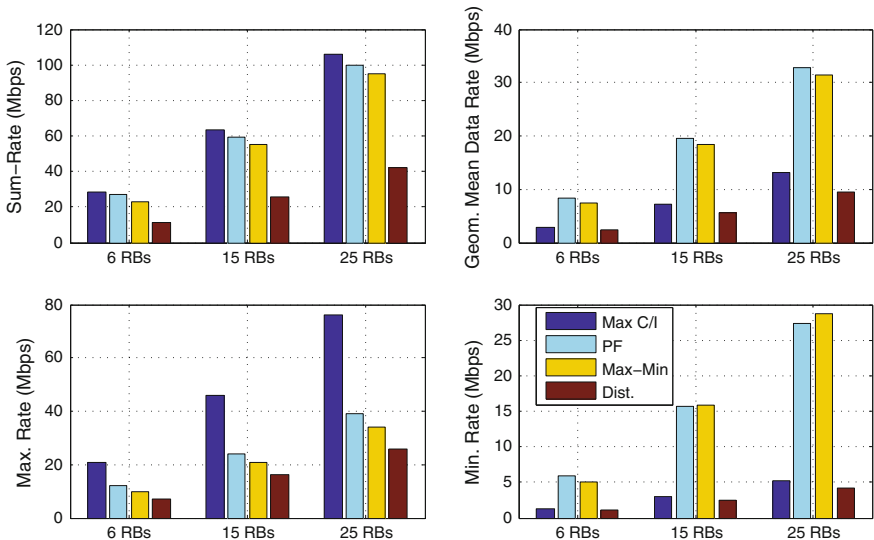 Sum-Rate (Mbps)
120
100
80
60
40
20
0
6 RBs
15 RBs
25 RBs
Geom. Mean Data Rate (Mbps)
40
30
20
10
0
6 RBs
15 RBs
25 RBs
Max. Rate (Mbps)
80
60
40
20
0
6 RBs
15 RBs
25 RBs
Min. Rate (Mbps)
30
25
20
15
10
5
0
Max C/I
PF
Max-Min
Dist.
6 RBs
15 RBs
25 RBs